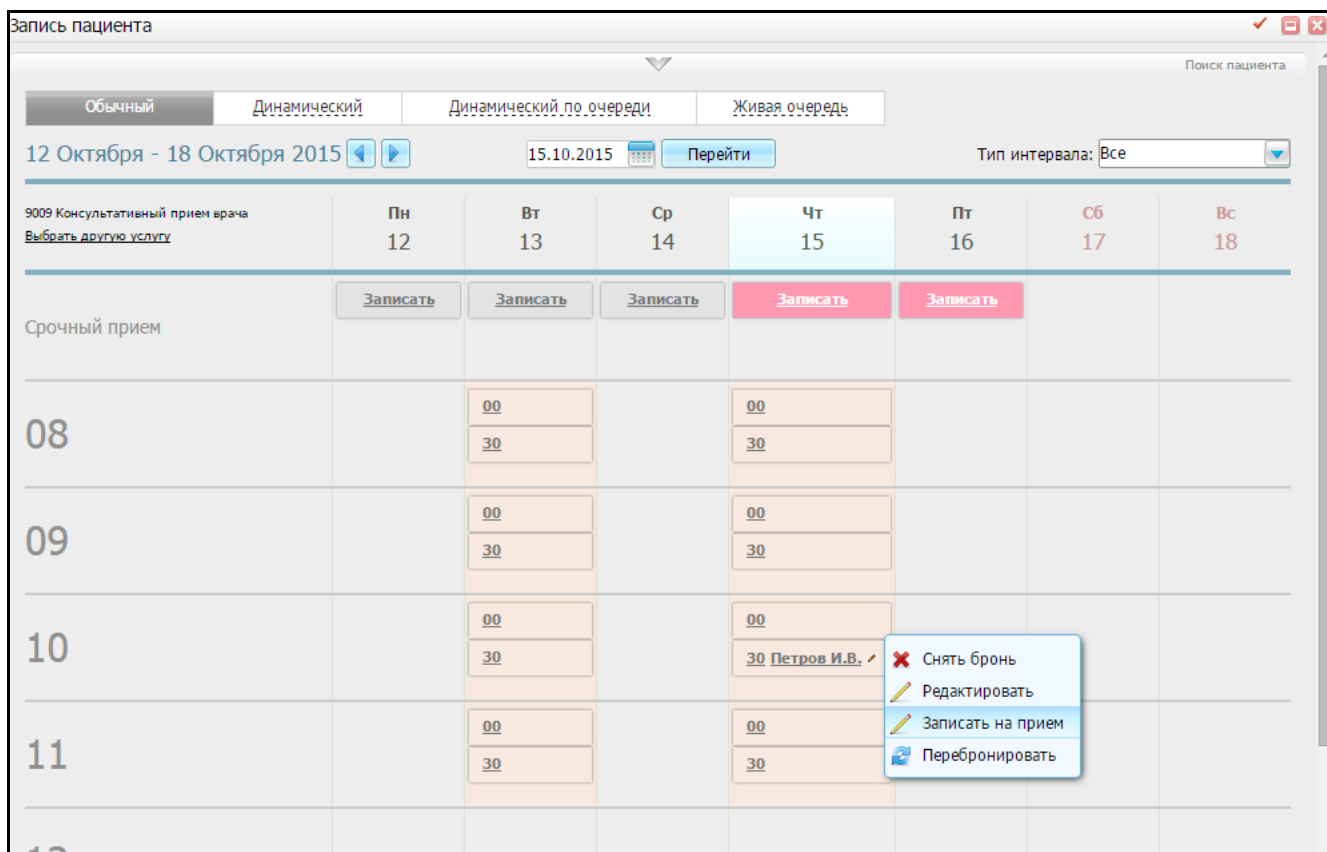 Запись пациента
Поиск пациента
Обычный Динамический Динамический по очереди Живая очередь
12 Октября - 18 Октября 2015 15.10.2015 Перейти Тип интервала: Все
9009 Консультативный прием врача
Выбрать другую услугу
Пн Вт Ср Чт Пт Сб Вс
12 13 14 15 16 17 18
Записать Записать Записать Записать Записать
Срочный прием
08
00 00
30 30
09
00 00
30 30
10
00 00
30 30 Петров И.В.
Снять бронь
Редактировать
Записать на прием
Перебронировать
11
00 00
30 30